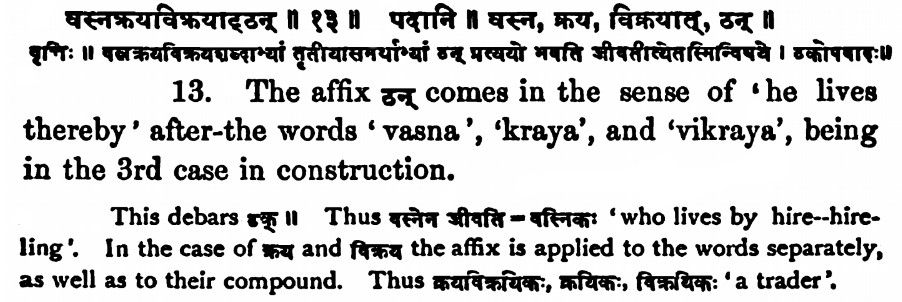 वस्नक्रयविक्रयाट्ठन् ॥ १३ ॥ पदानि ॥ वस्न, क्रय, विक्रयात्, ठन् ॥
वृत्तिः ॥ वस्नक्रयविक्रयशब्दाभ्यां तृतीयासमर्थाभ्यां ठन् प्रत्ययो भवति जीवतीत्येतस्मिन्विषये । ठकोपवादः॥
13. The affix ठन् comes in the sense of ‘he lives
thereby’ after-the words ‘vasna’, ‘kraya’, and ‘vikraya’, being
in the 3rd case in construction.
This debars ठक् ॥ Thus वस्नेन जीवति = वस्निकः ‘who lives by hire--hire-
ling’. In the case of क्रय and विक्रय the affix is applied to the words separately,
as well as to their compound. Thus क्रयविक्रयिकः, क्रयिकः, विक्रयिकः ‘a trader’.